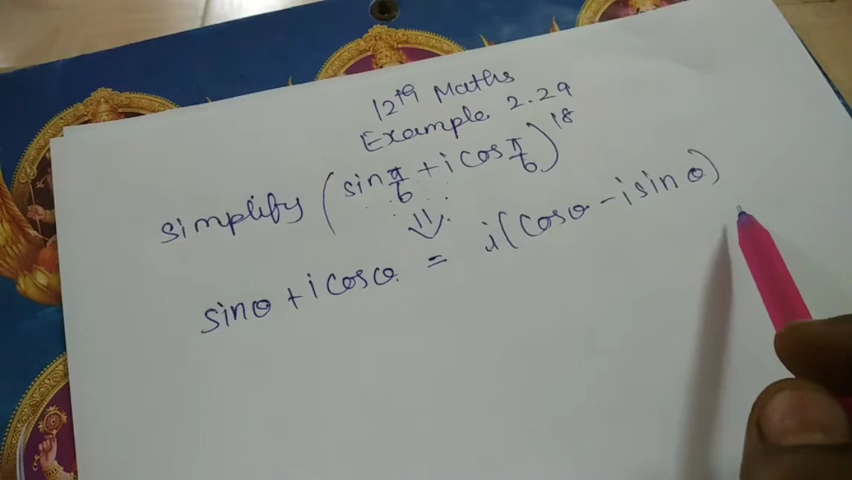 12th Maths
Example 2.29
simplify (sin π/6 + i cos π/6)^18
⇓
sinθ + i cosθ = i(cosθ - i sinθ)